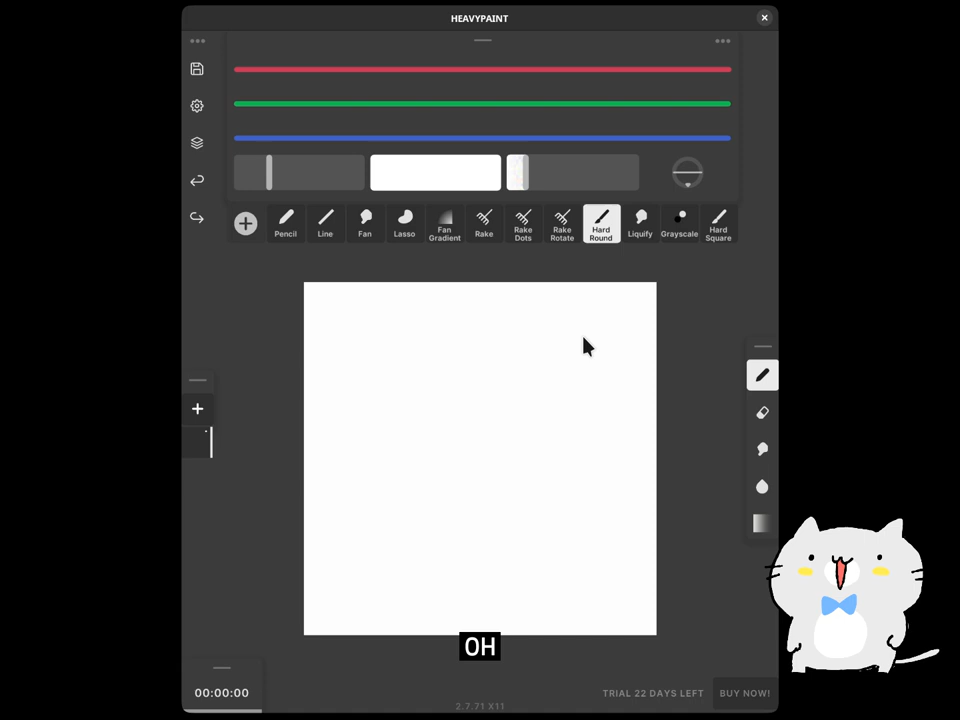 HEAVYPAINT
Pencil
Line
Fan
Lasso
Fan
Gradient
Rake
Rake
Dots
Rake
Rotate
Hard
Round
Liquify
Grayscale
Hard
Square
OH
00:00:00
TRIAL 22 DAYS LEFT
BUY NOW!
2.7.71 X11